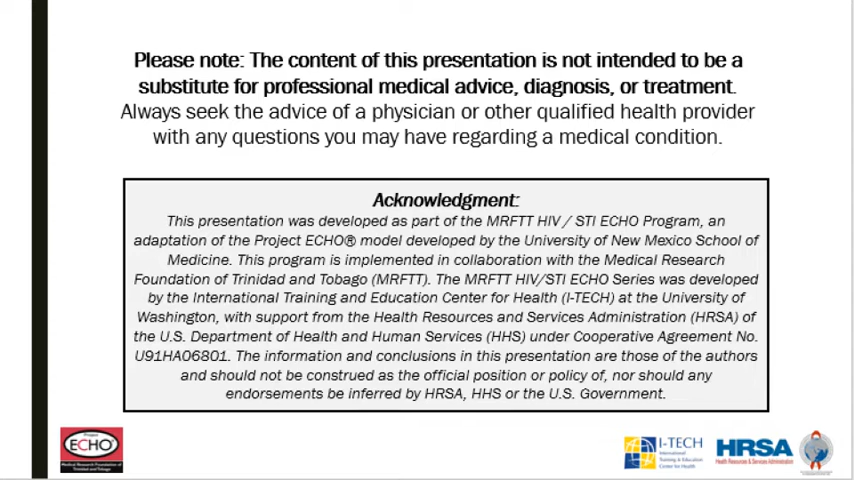 Please note: The content of this presentation is not intended to be a
substitute for professional medical advice, diagnosis, or treatment.
Always seek the advice of a physician or other qualified health provider
with any questions you may have regarding a medical condition.
Acknowledgment:
This presentation was developed as part of the MRFTT HIV / STI ECHO Program, an
adaptation of the Project ECHO® model developed by the University of New Mexico School of
Medicine. This program is implemented in collaboration with the Medical Research
Foundation of Trinidad and Tobago (MRFTT). The MRFTT HIV/STI ECHO Series was developed
by the International Training and Education Center for Health (I-TECH) at the University of
Washington, with support from the Health Resources and Services Administration (HRSA) of
the U.S. Department of Health and Human Services (HHS) under Cooperative Agreement No.
U91HA06801. The information and conclusions in this presentation are those of the authors
and should not be construed as the official position or policy of, nor should any
endorsements be inferred by HRSA, HHS or the U.S. Government.
Project
ECHO®
Medical Research Foundation of
Trinidad and Tobago
I-TECH
International
Training & Education
Center for Health
HRSA
Health Resources & Services Administration